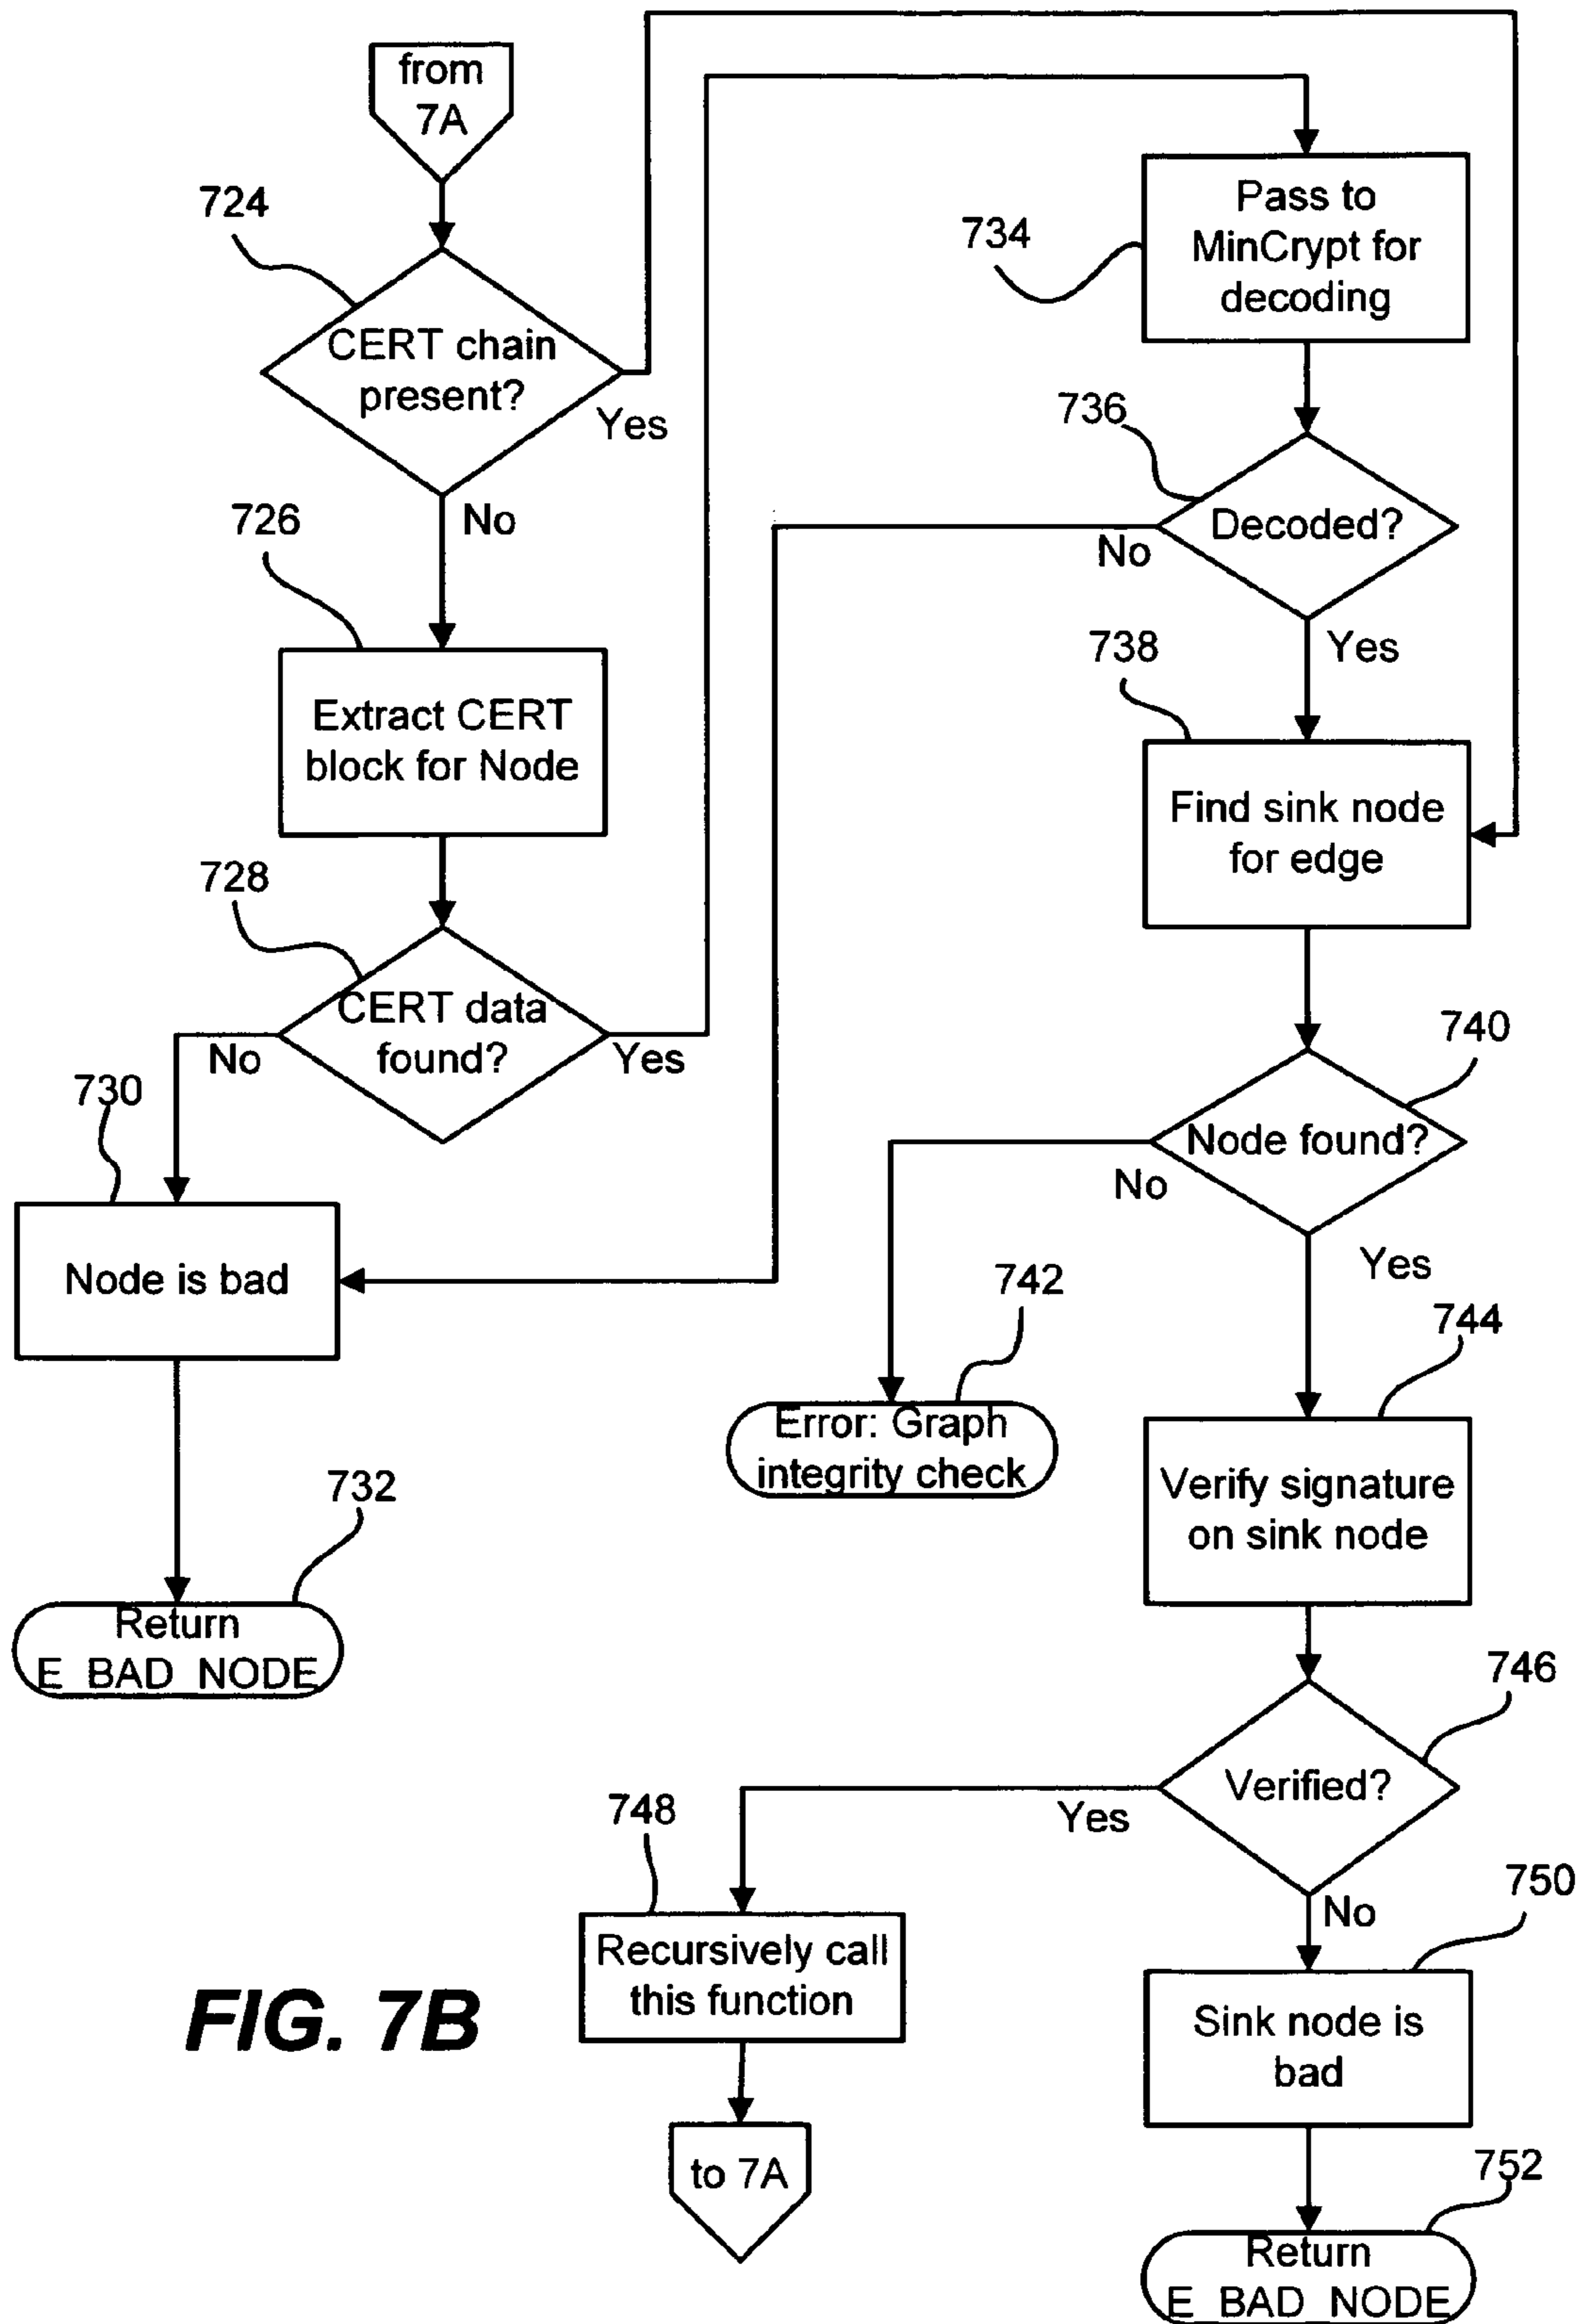 from
7A
724
CERT chain
present?
Yes
No
726
Extract CERT
block for Node
728
CERT data
found?
No
Yes
730
Node is bad
732
Return
E_BAD_NODE
734
Pass to
MinCrypt for
decoding
736
Decoded?
No
Yes
738
Find sink node
for edge
740
Node found?
No
Yes
742
Error: Graph
integrity check
744
Verify signature
on sink node
746
Verified?
Yes
No
748
Recursively call
this function
to 7A
750
Sink node is
bad
752
Return
E_BAD_NODE
FIG. 7B